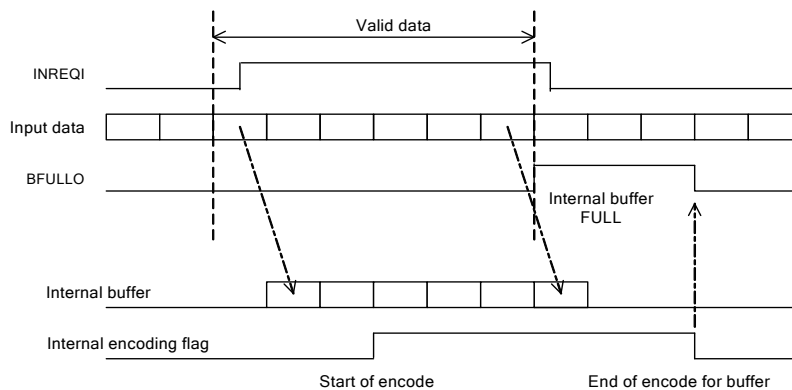 Valid data
INREQI
Input data
BFULLO
Internal buffer
FULL
Internal buffer
Internal encoding flag
Start of encode
End of encode for buffer